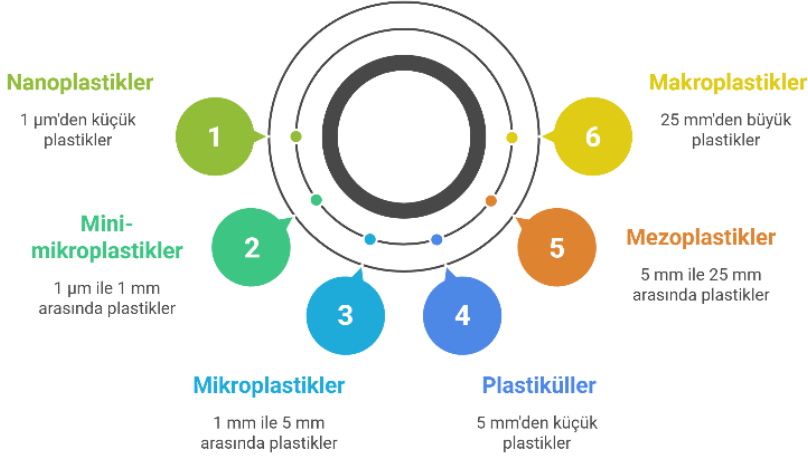 Nanoplastikler
1 µm'den küçük
plastikler
1
Mini-
mikroplastikler
1 µm ile 1 mm
arasında plastikler
2
3
Mikroplastikler
1 mm ile 5 mm
arasında plastikler
4
Plastiküller
5 mm'den küçük
plastikler
5
Mezoplastikler
5 mm ile 25 mm
arasında plastikler
6
Makroplastikler
25 mm'den büyük
plastikler